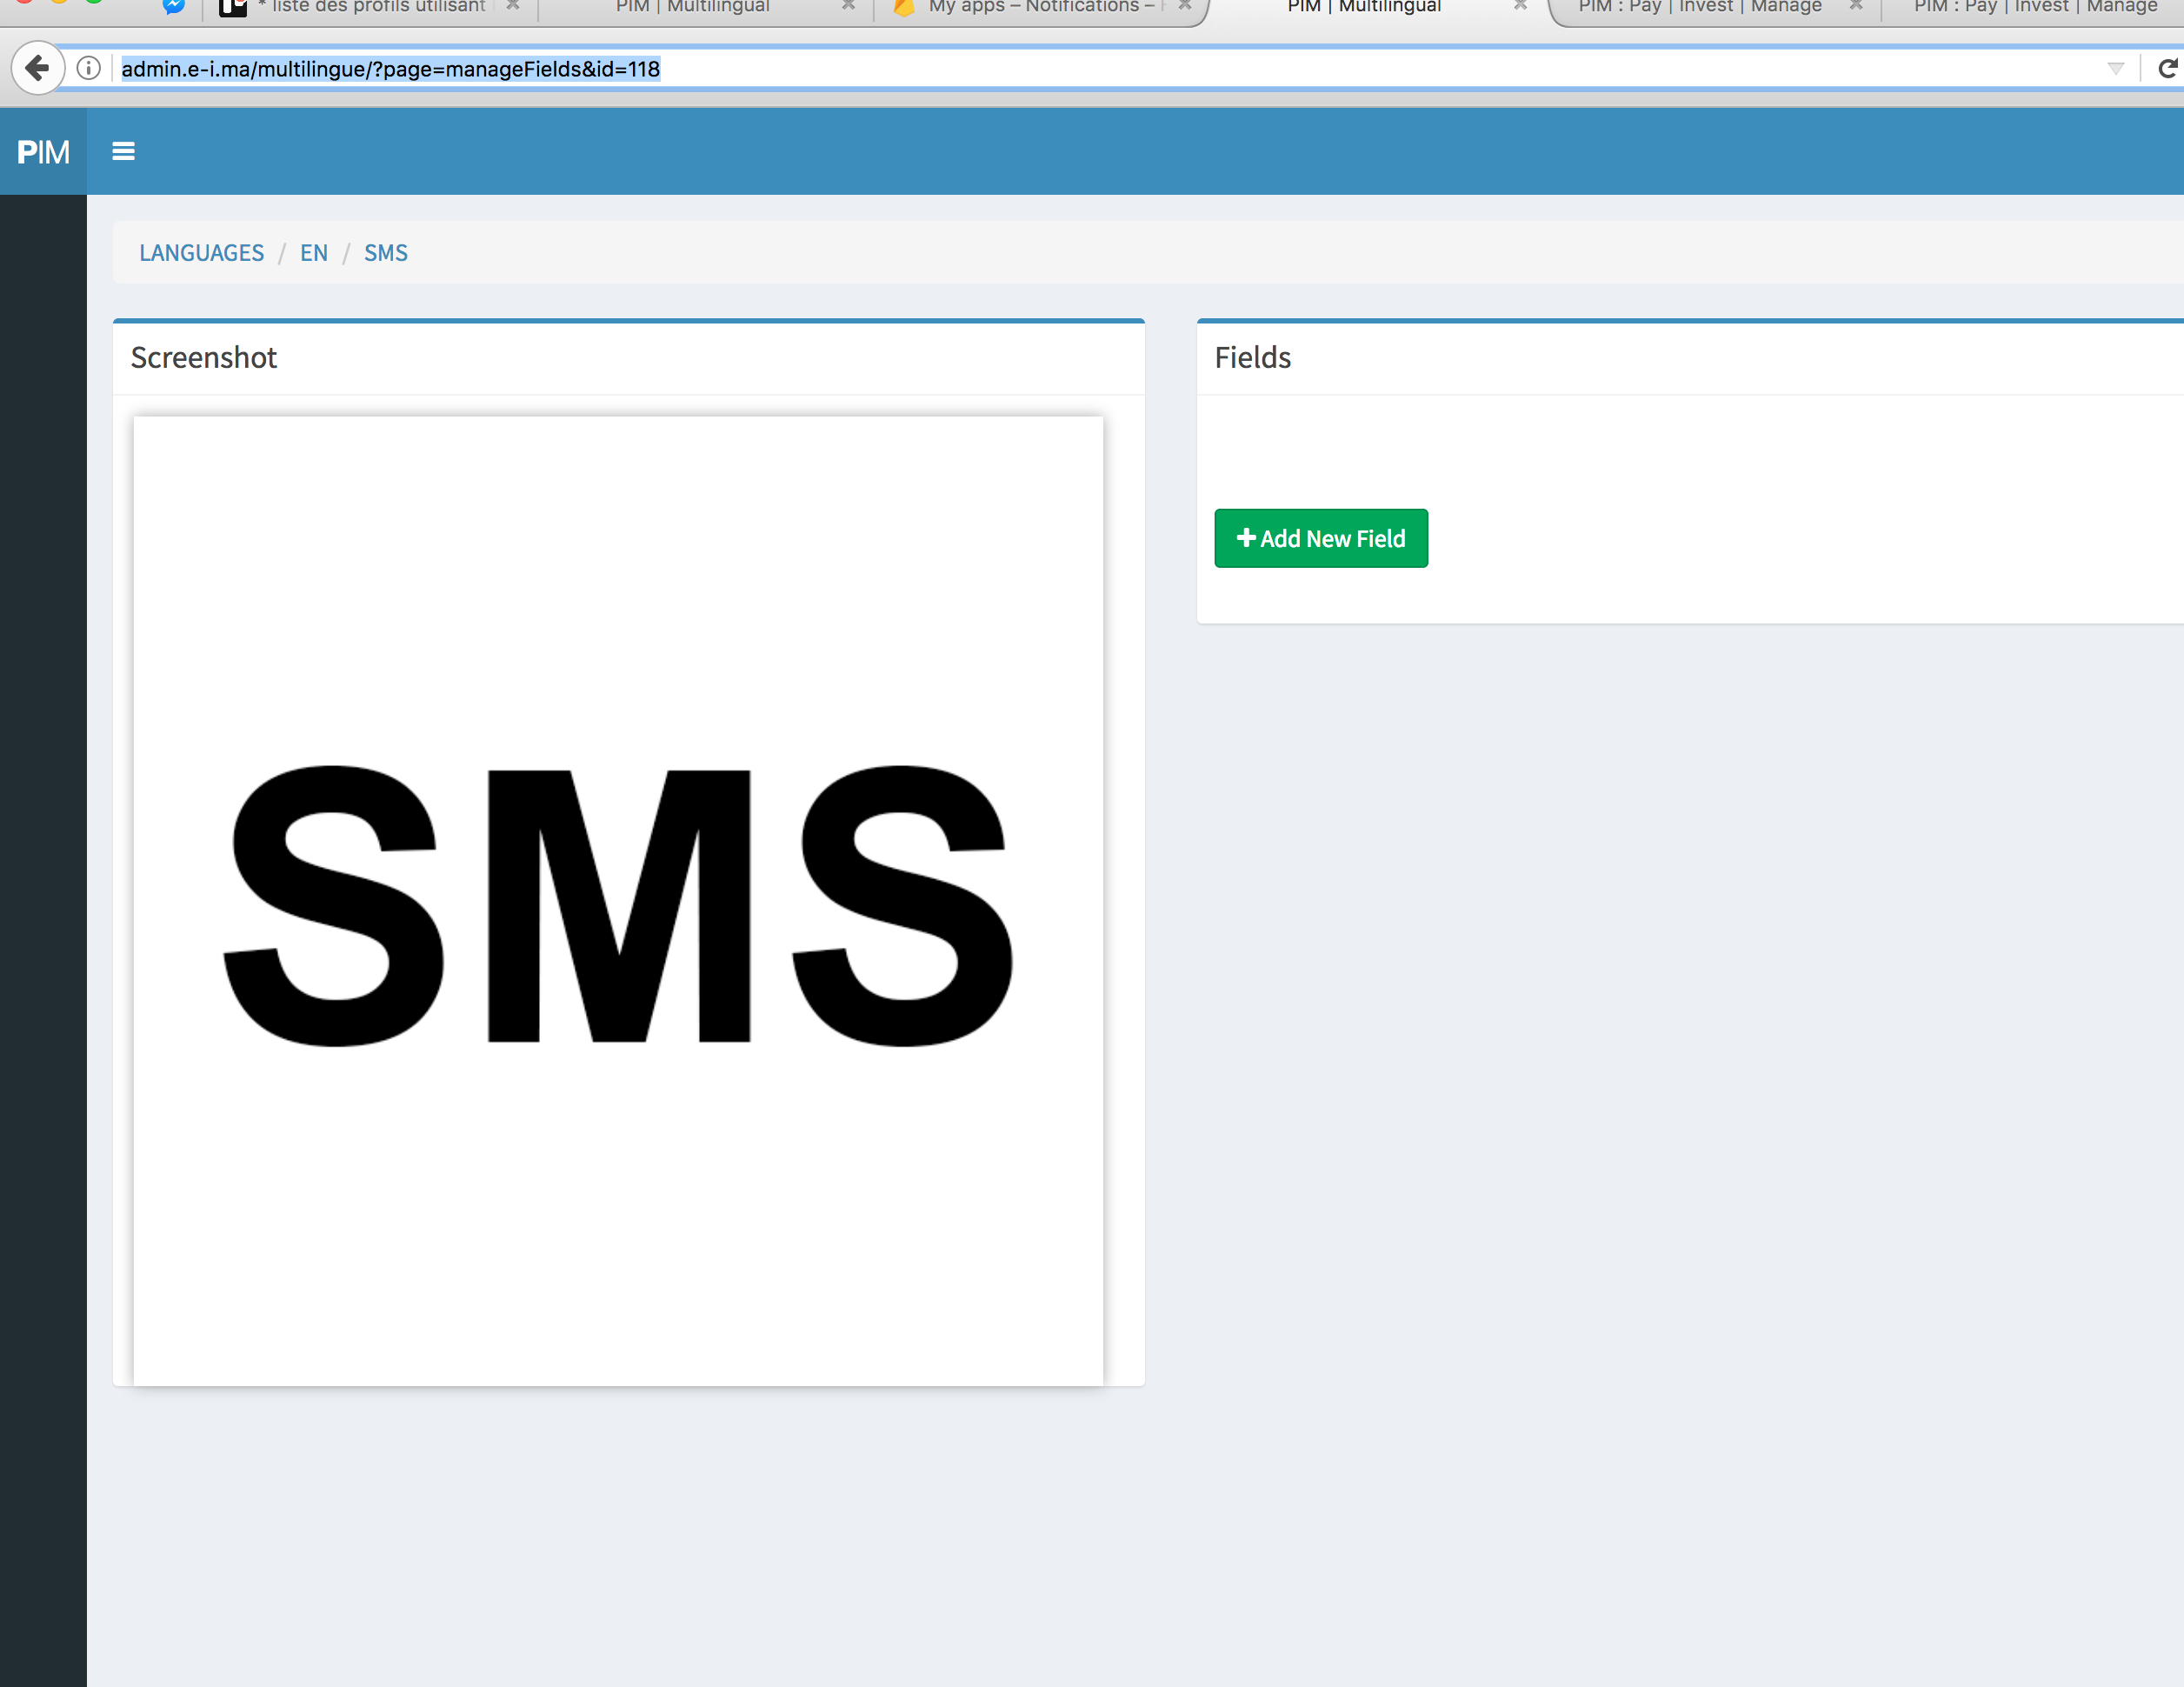 * liste des profils utilisant
PIM | Multilingual
My apps – Notifications –
PIM | Multilingual
PIM : Pay | Invest | Manage
PIM : Pay | Invest | Manage
admin.e-i.ma/multilingue/?page=manageFields&id=118
PIM
LANGUAGES / EN / SMS
Screenshot
Fields
Add New Field
SMS